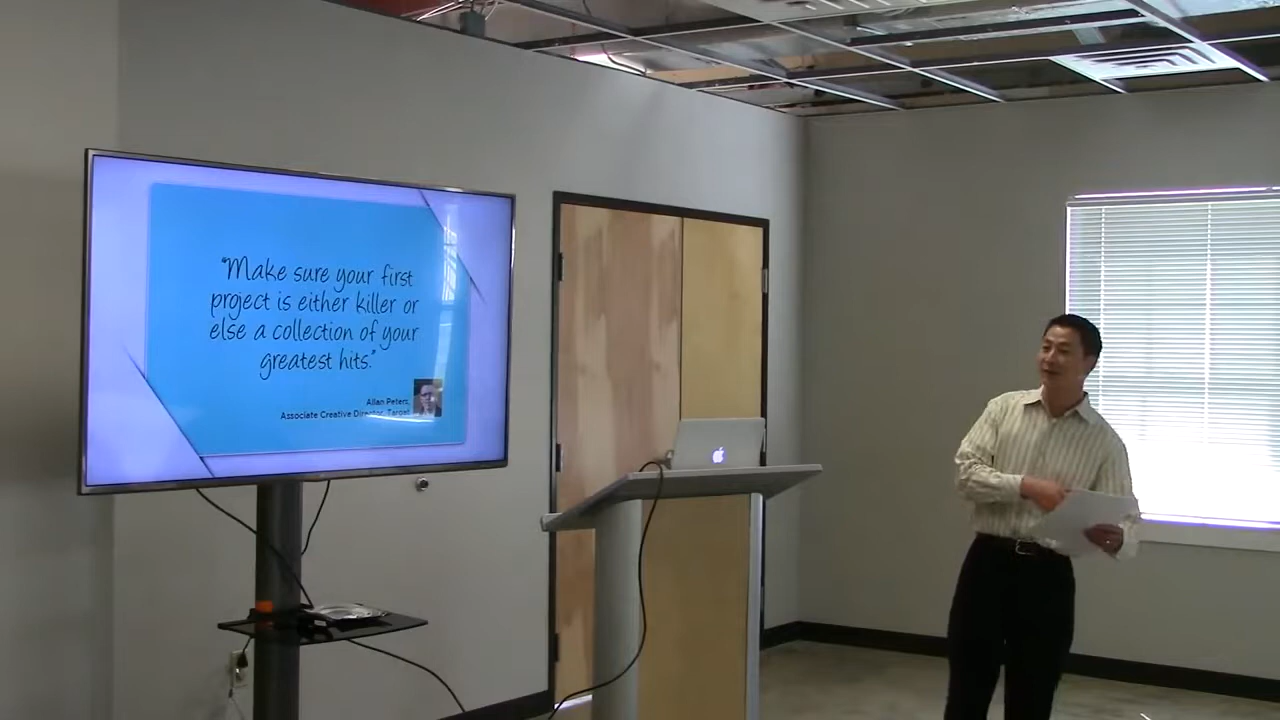 "Make sure your first
project is either killer or
else a collection of your
greatest hits."
Allan Peters,
Associate Creative Director, Target